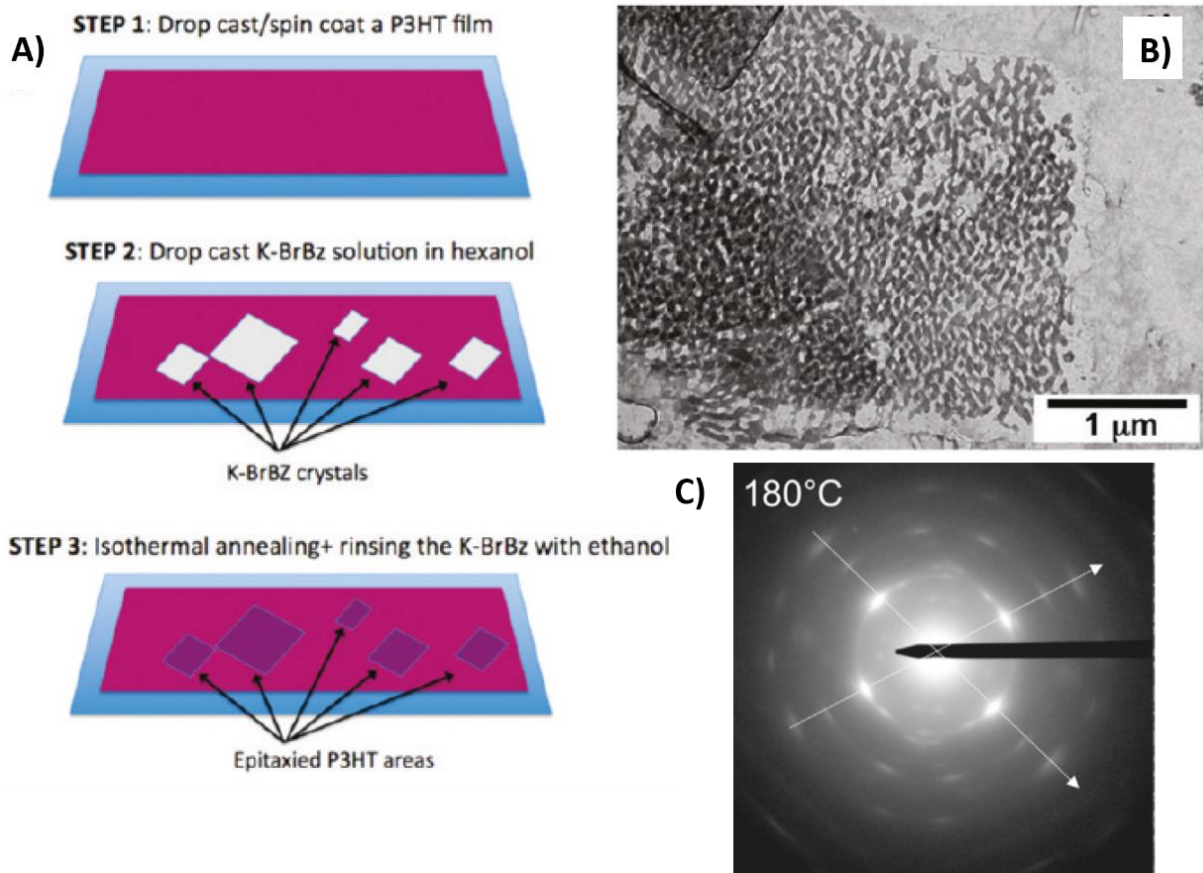 A)
STEP 1: Drop cast/spin coat a P3HT film
STEP 2: Drop cast K-BrBz solution in hexanol
K-BrBZ crystals
STEP 3: Isothermal annealing+ rinsing the K-BrBz with ethanol
Epitaxied P3HT areas
B)
1 μm
C)
180°C